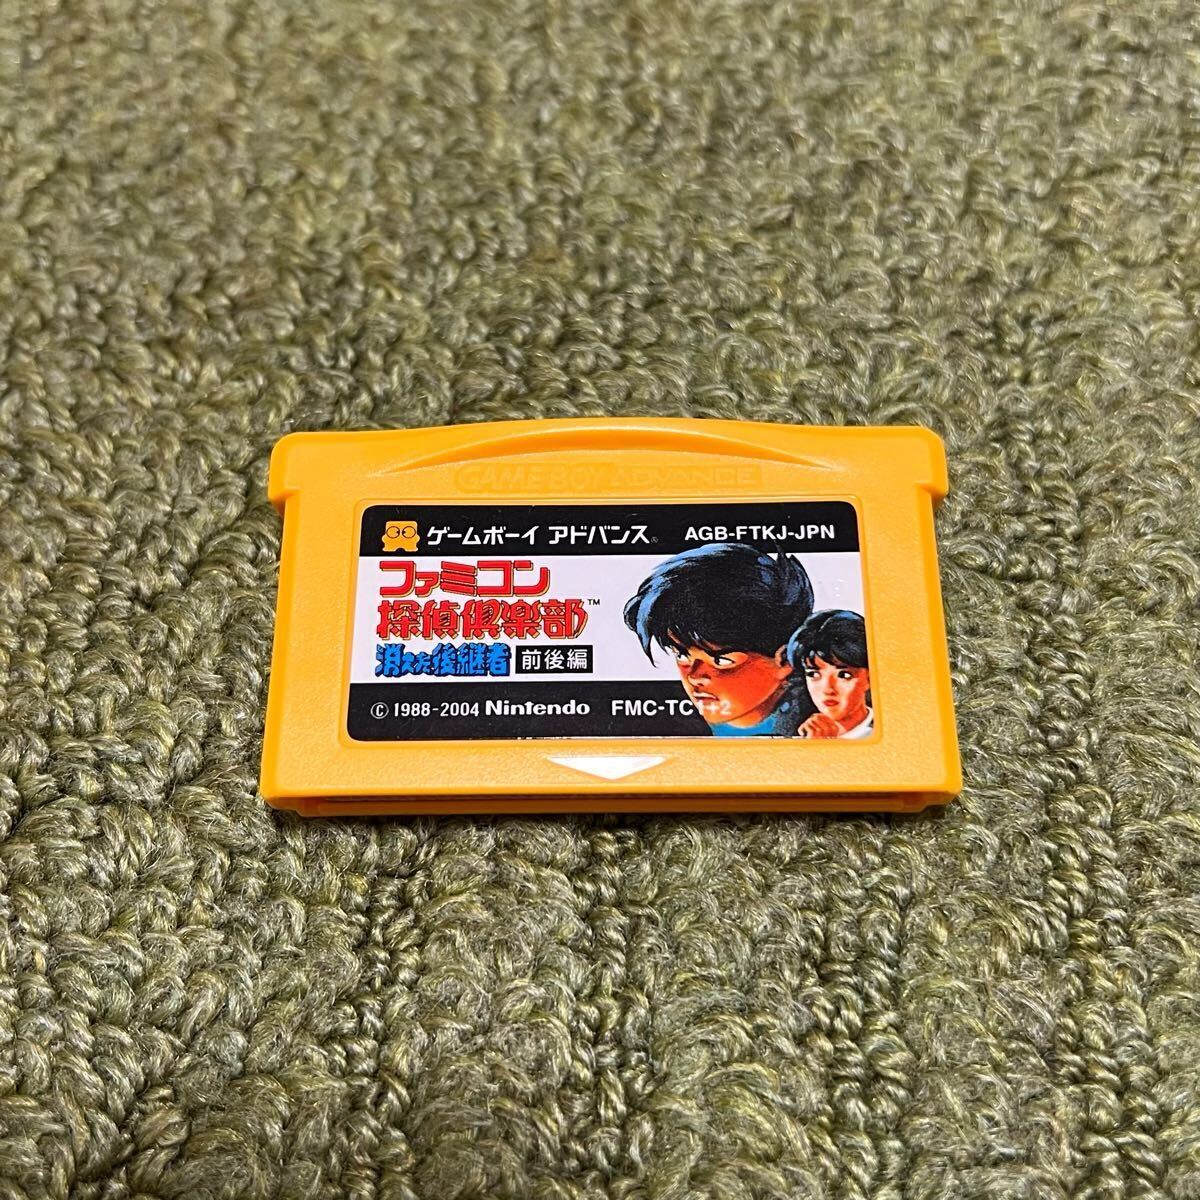 GAME BOY ADVANCE
ゲームボーイ アドバンス® AGB-FTKJ-JPN
ファミコン
探偵倶楽部™
消えた後継者 前後編
© 1988-2004 Nintendo FMC-TC1+2